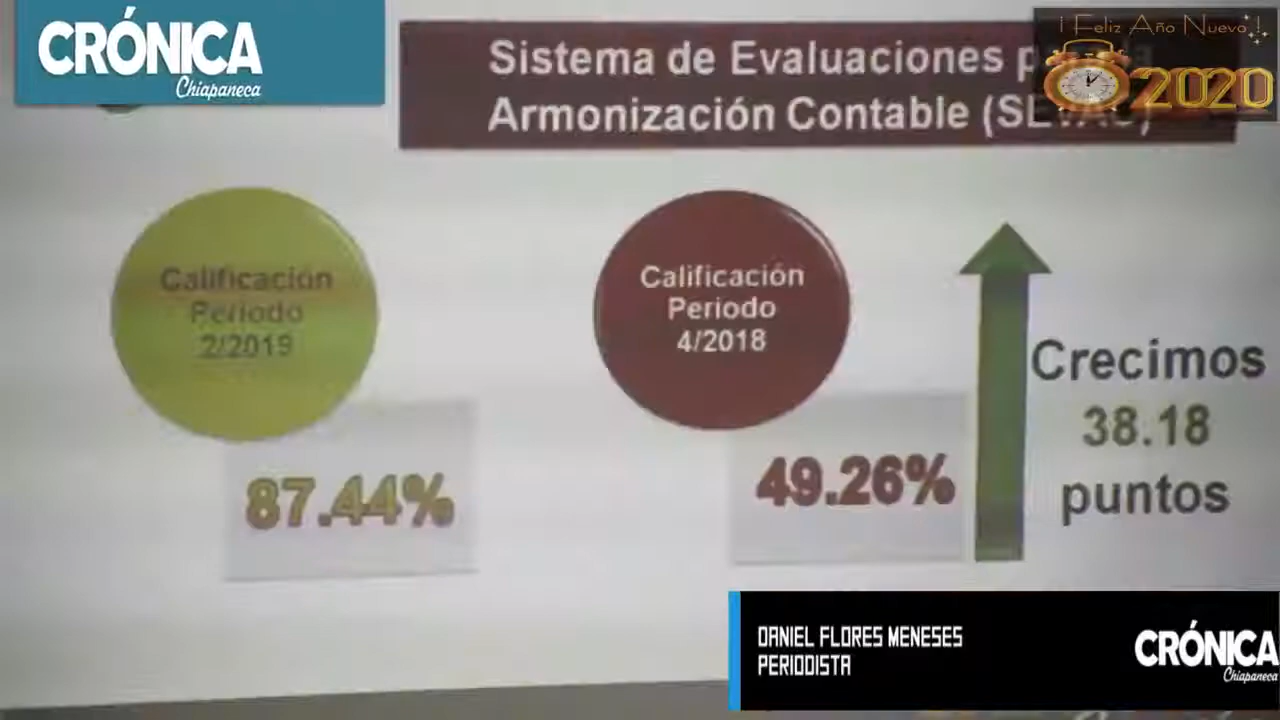 CRÓNICA
Chiapaneca
¡Feliz Año Nuevo!
2020
Sistema de Evaluaciones
Armonización Contable
Calificación
Periodo
2/2019
87.44%
Calificación
Periodo
4/2018
49.26%
Crecimos
38.18
puntos
DANIEL FLORES MENESES
PERIODISTA
CRÓNICA
Chiapaneca